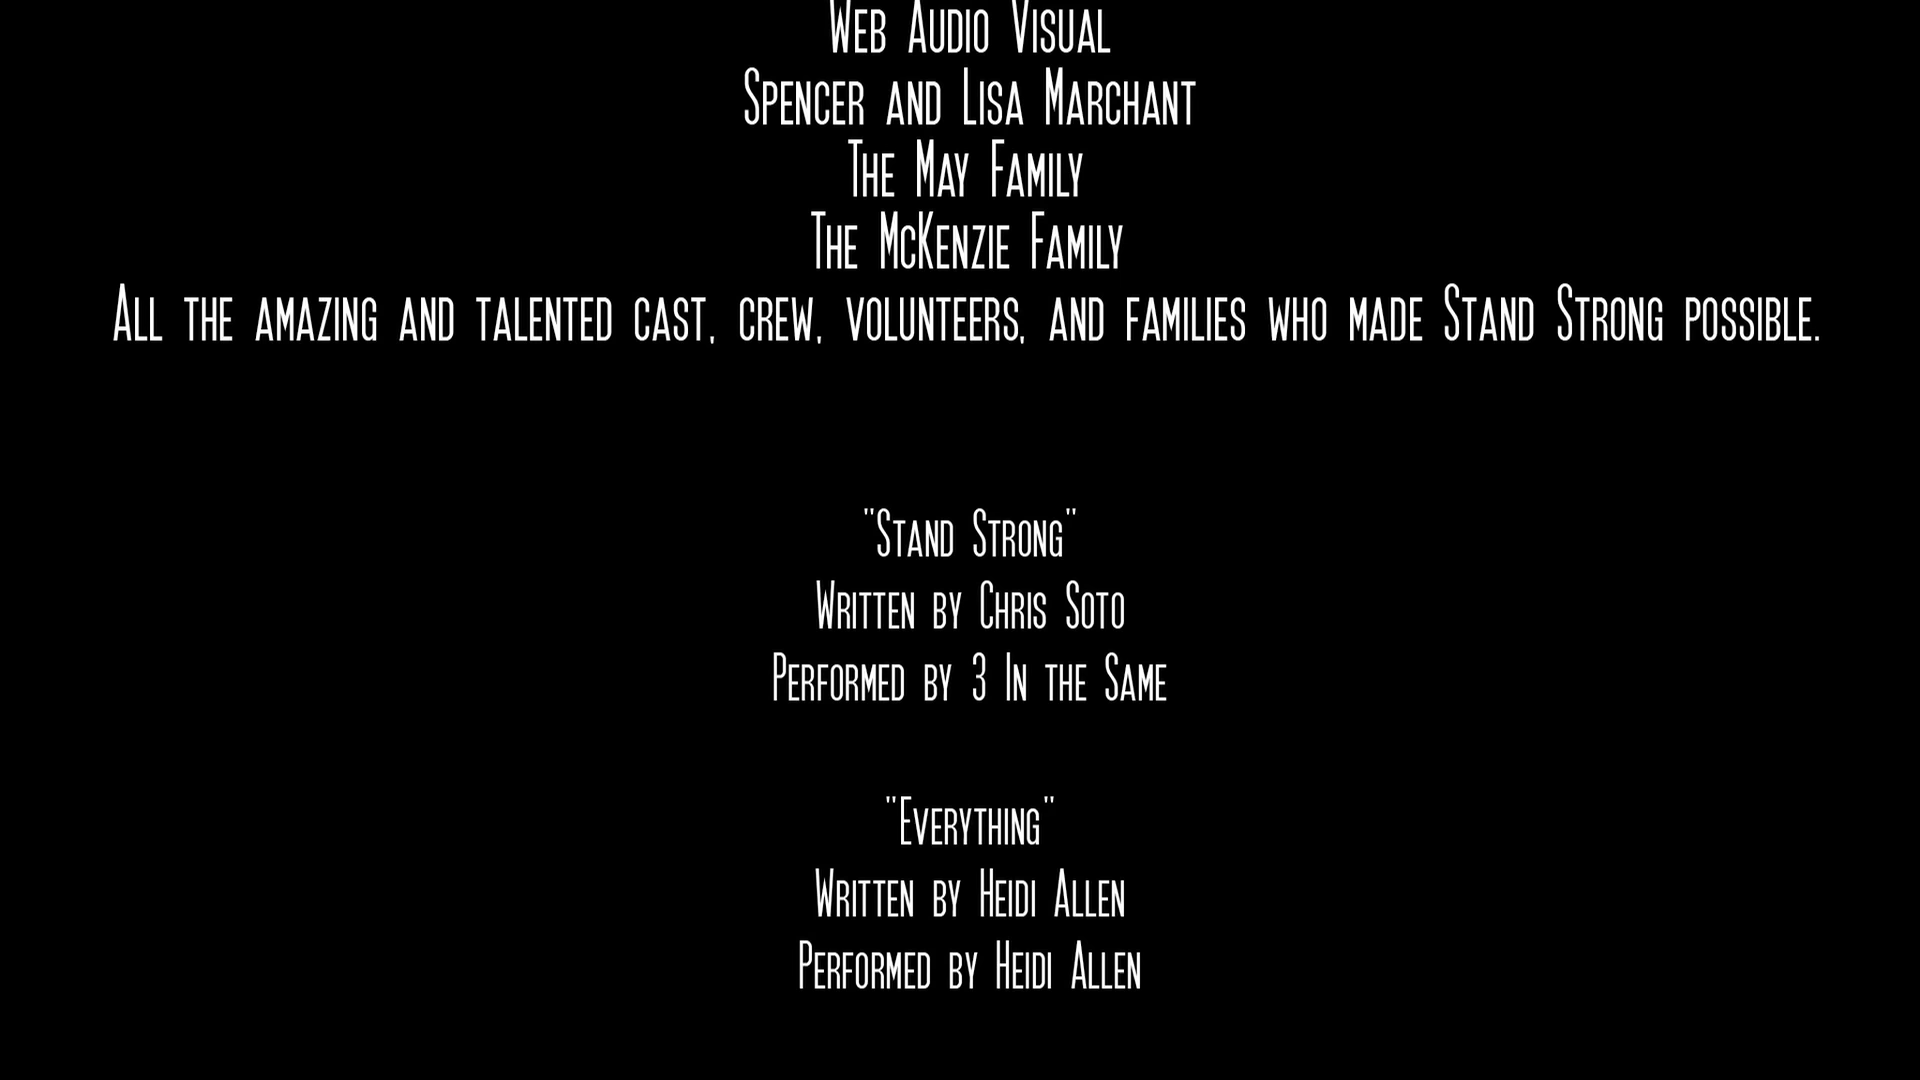 Web Audio Visual
Spencer and Lisa Marchant
The May Family
The McKenzie Family
All the amazing and talented cast, crew, volunteers, and families who made Stand Strong possible.
"Stand Strong"
Written by Chris Soto
Performed by 3 In the Same
"Everything"
Written by Heidi Allen
Performed by Heidi Allen